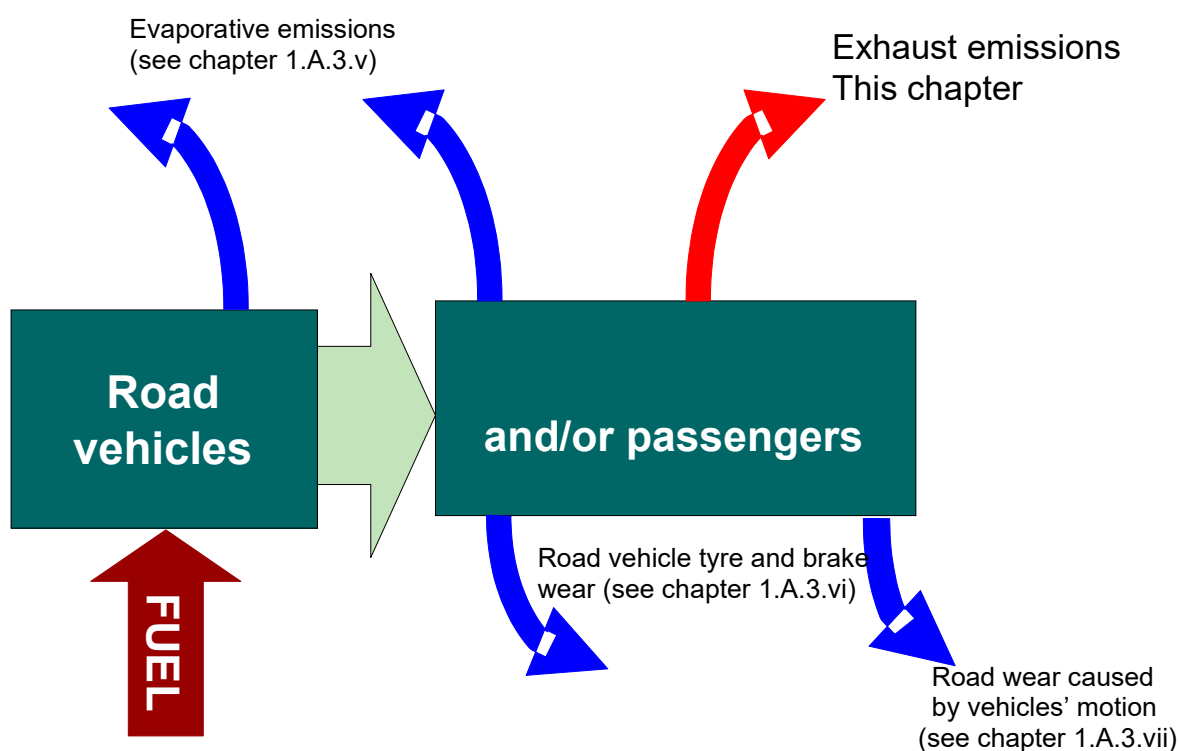 Evaporative emissions
(see chapter 1.A.3.v)
Exhaust emissions
This chapter
Road
vehicles
and/or passengers
FUEL
Road vehicle tyre and brake
wear (see chapter 1.A.3.vi)
Road wear caused
by vehicles’ motion
(see chapter 1.A.3.vii)